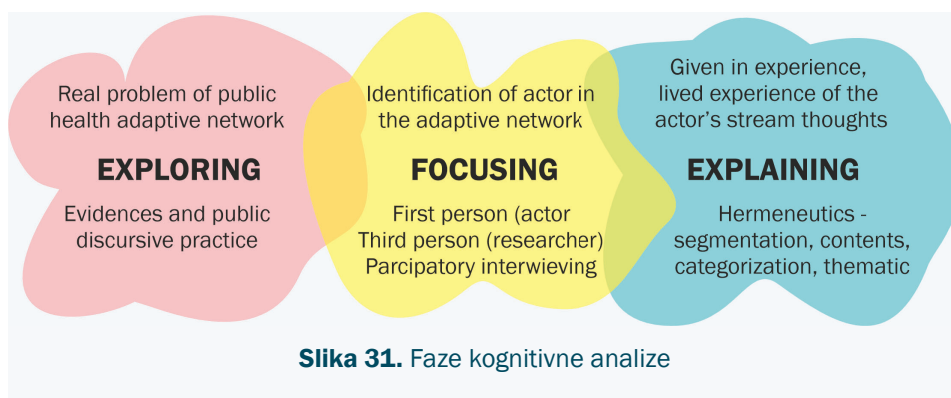 Real problem of public
health adaptive network
EXPLORING
Evidences and public
discursive practice
Identification of actor in
the adaptive network
FOCUSING
First person (actor
Third person (researcher)
Parcipatory interwieving
Given in experience,
lived experience of the
actor's stream thoughts
EXPLAINING
Hermeneutics -
segmentation, contents,
categorization, thematic
Slika 31. Faze kognitivne analize